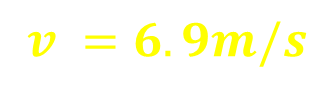 v = 6.9m/s